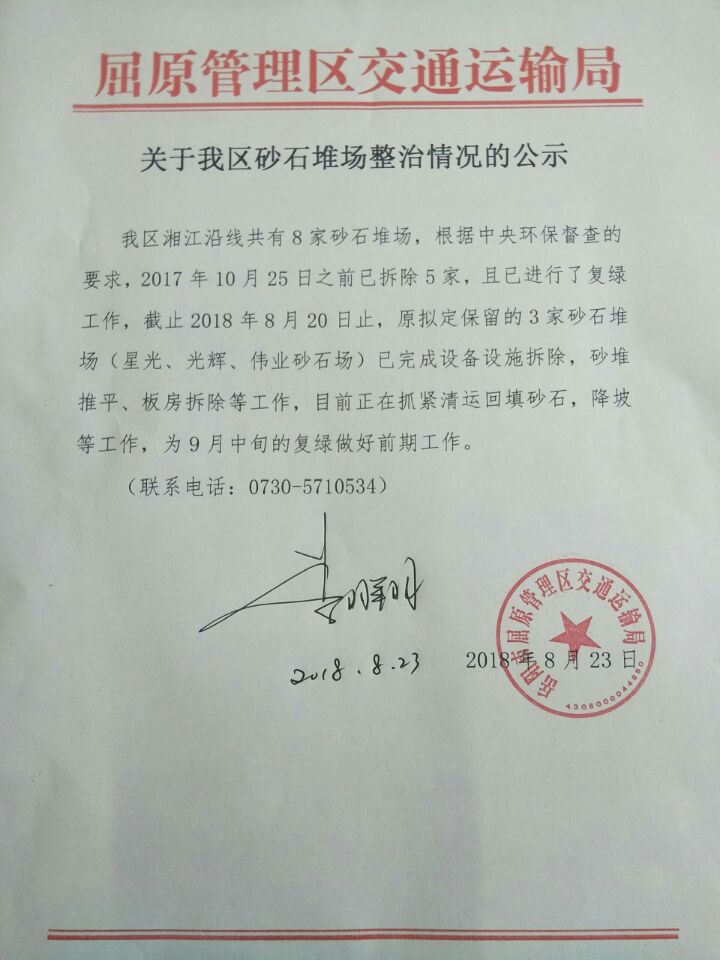 屈原管理区交通运输局
关于我区砂石堆场整治情况的公示
我区湘江沿线共有8家砂石堆场，根据中央环保督查的
要求，2017年10月25日之前已拆除5家，且已进行了复绿
工作，截止2018年8月20日止，原拟定保留的3家砂石堆
场（星光、光辉、伟业砂石场）已完成设备设施拆除，砂堆
推平、板房拆除等工作，目前正在抓紧清运回填砂石，降坡
等工作，为9月中旬的复绿做好前期工作。
（联系电话：0730-5710534）
2018.8.23
2018年8月23日
岳阳市屈原管理区交通运输局